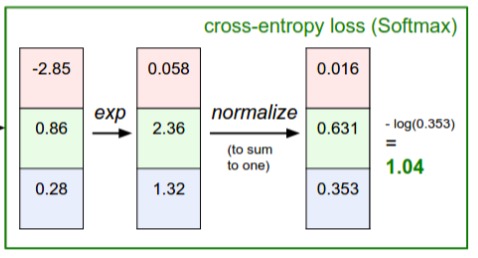 cross-entropy loss (Softmax)
-2.85
0.86
0.28
exp
0.058
2.36
1.32
normalize
(to sum
to one)
0.016
0.631
0.353
- log(0.353)
=
1.04